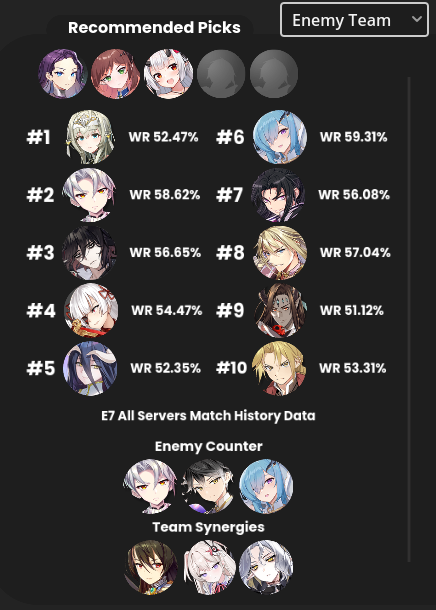 Enemy Team
Recommended Picks
#1 WR 52.47% #6 WR 59.31%
#2 WR 58.62% #7 WR 56.08%
#3 WR 56.65% #8 WR 57.04%
#4 WR 54.47% #9 WR 51.12%
#5 WR 52.35% #10 WR 53.31%
E7 All Servers Match History Data
Enemy Counter
Team Synergies